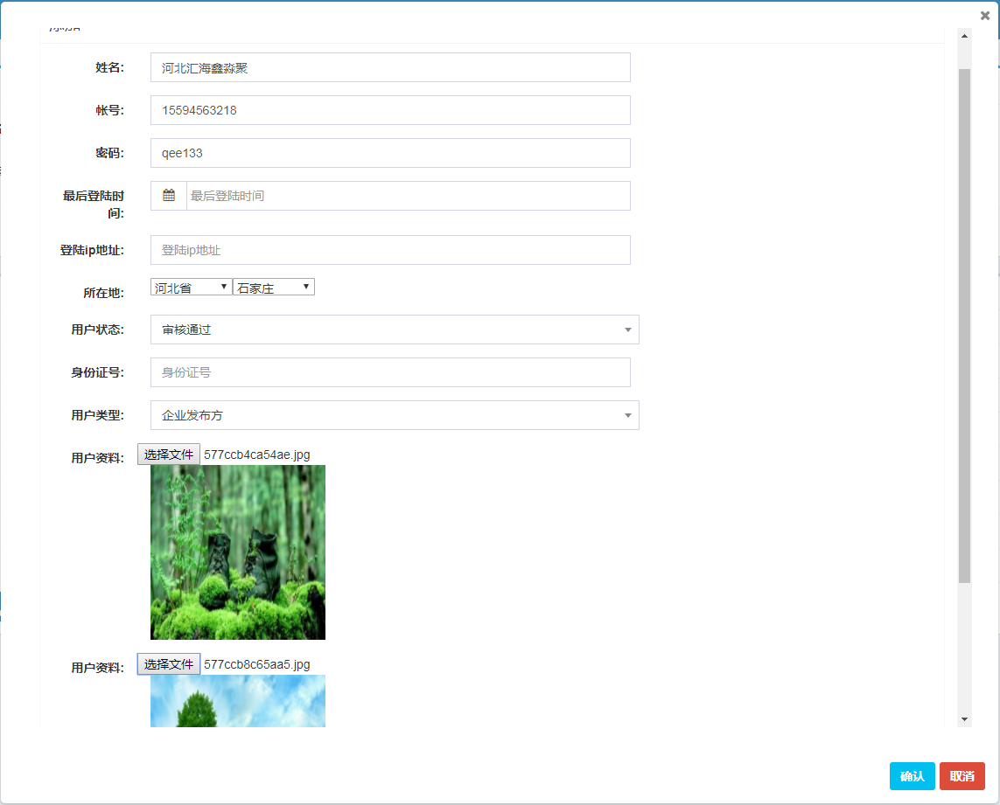 姓名:
河北汇海鑫淼聚
帐号:
15594563218
密码:
qee133
最后登陆时
间:
最后登陆时间
登陆ip地址:
登陆ip地址
所在地:
河北省 石家庄
用户状态:
审核通过
身份证号:
身份证号
用户类型:
企业发布方
用户资料:
选择文件 577ccb4ca54ae.jpg
用户资料:
选择文件 577ccb8c65aa5.jpg
确认 取消